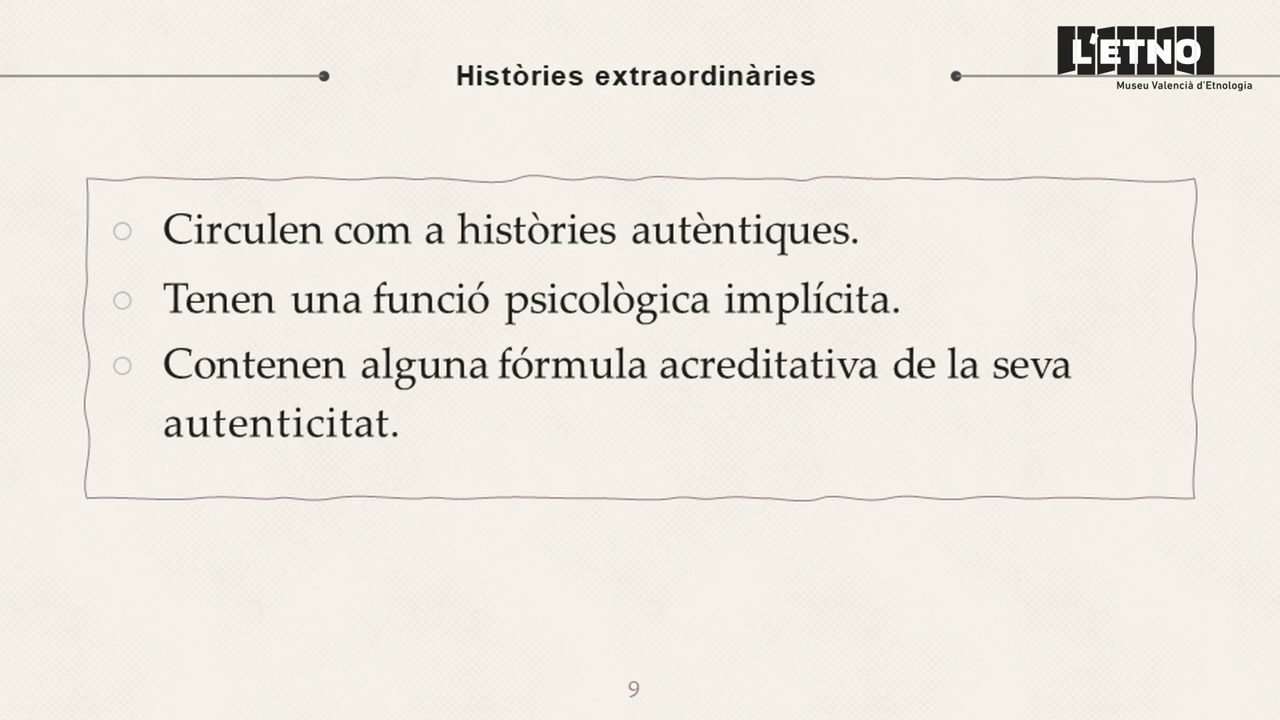 Històries extraordinàries
L'ETNO
Museu Valencià d'Etnologia
Circulen com a històries autèntiques.
Tenen una funció psicològica implícita.
Contenen alguna fórmula acreditativa de la seva
autenticitat.
9